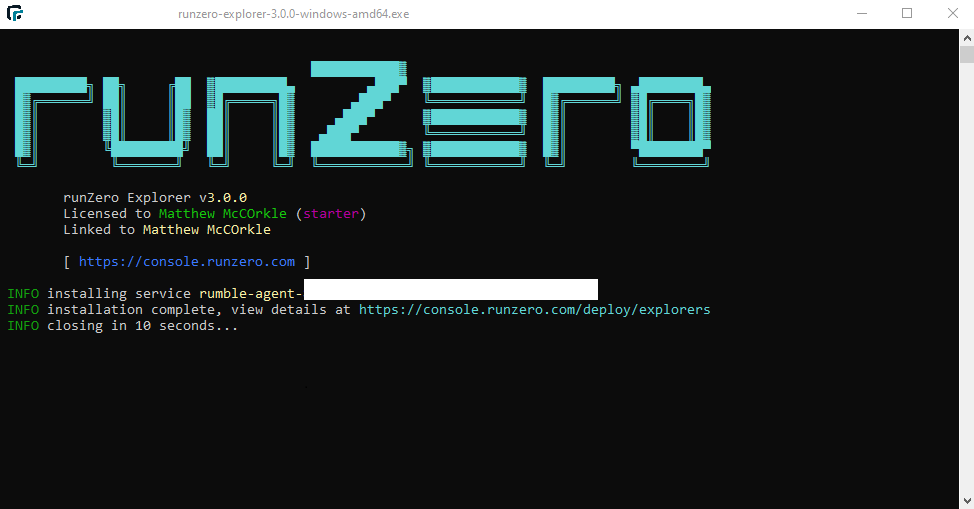 runzero-explorer-3.0.0-windows-amd64.exe
runZero
runZero Explorer v3.0.0
Licensed to Matthew McCOrkle (starter)
Linked to Matthew McCOrkle
[ https://console.runzero.com ]
INFO installing service rumble-agent-
INFO installation complete, view details at https://console.runzero.com/deploy/explorers
INFO closing in 10 seconds...